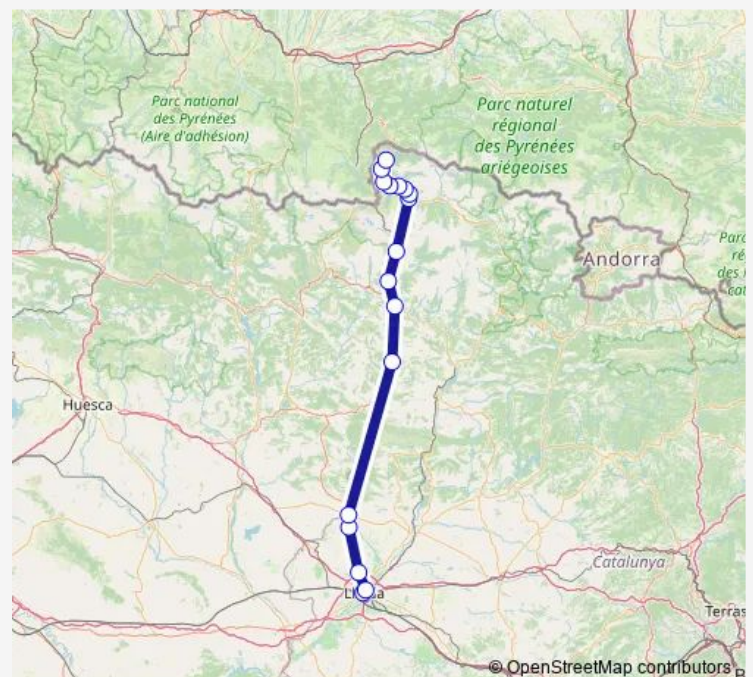 Parc national
des Pyrénées
(Aire d'adhésion)
Parc naturel
régional
des Pyrénées
ariégeoises
Andorra
Huesca
Catalunya
© OpenStreetMap contributors